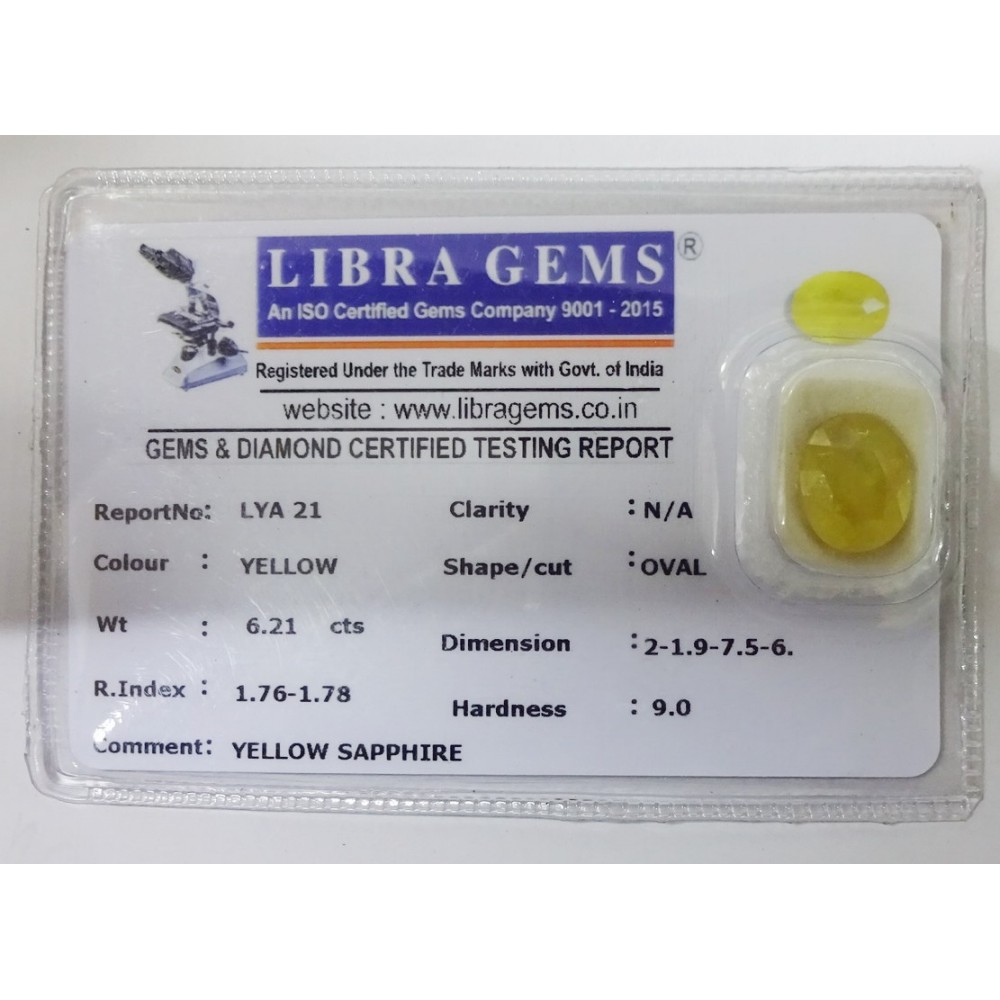 LIBRA GEMS ®
An ISO Certified Gems Company 9001 - 2015
Registered Under the Trade Marks with Govt. of India
website : www.libragems.co.in
GEMS & DIAMOND CERTIFIED TESTING REPORT
ReportNo: LYA 21 Clarity : N/A
Colour : YELLOW Shape/cut : OVAL
Wt : 6.21 cts Dimension : 2-1.9-7.5-6.
R.Index : 1.76-1.78 Hardness : 9.0
Comment: YELLOW SAPPHIRE